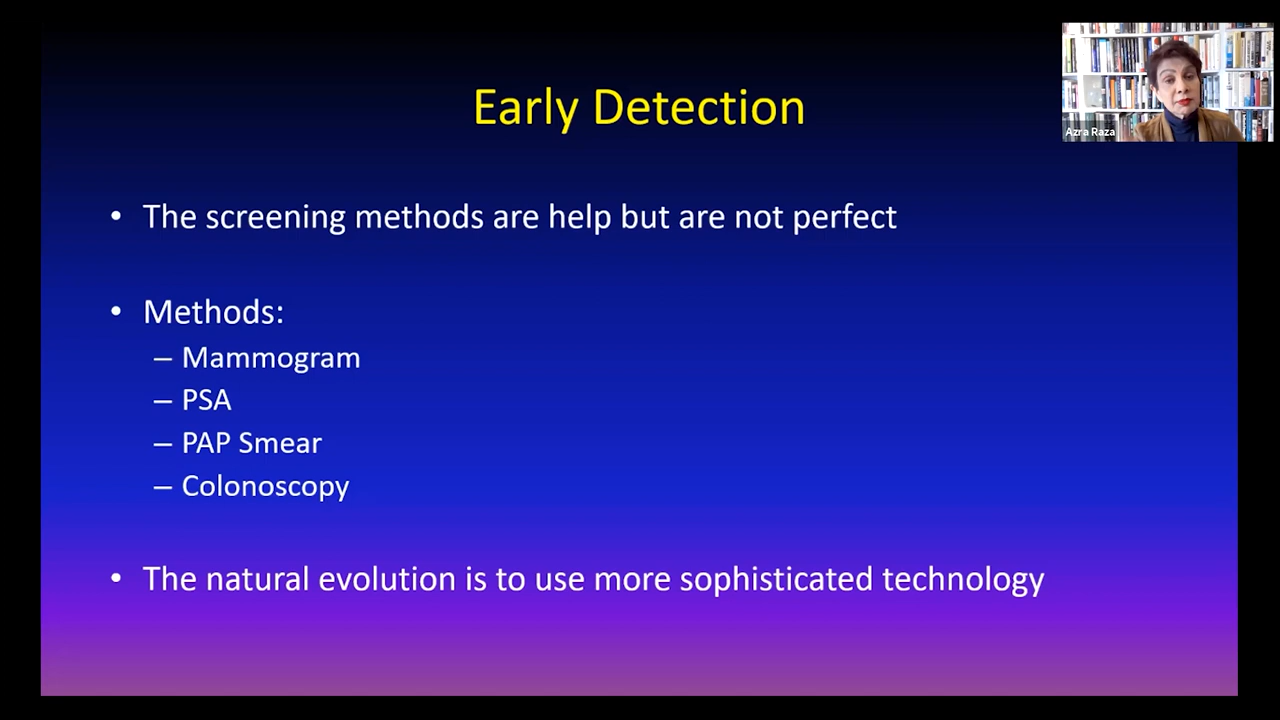 Early Detection
Azra Raza
• The screening methods are help but are not perfect
• Methods:
– Mammogram
– PSA
– PAP Smear
– Colonoscopy
• The natural evolution is to use more sophisticated technology